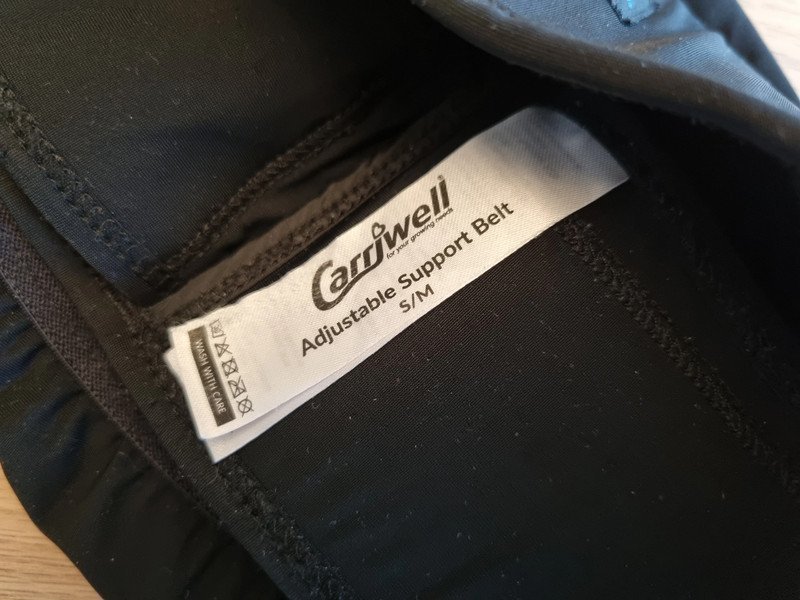 Carriwell
for your growing needs
Adjustable Support Belt
S/M
WASH WITH CARE